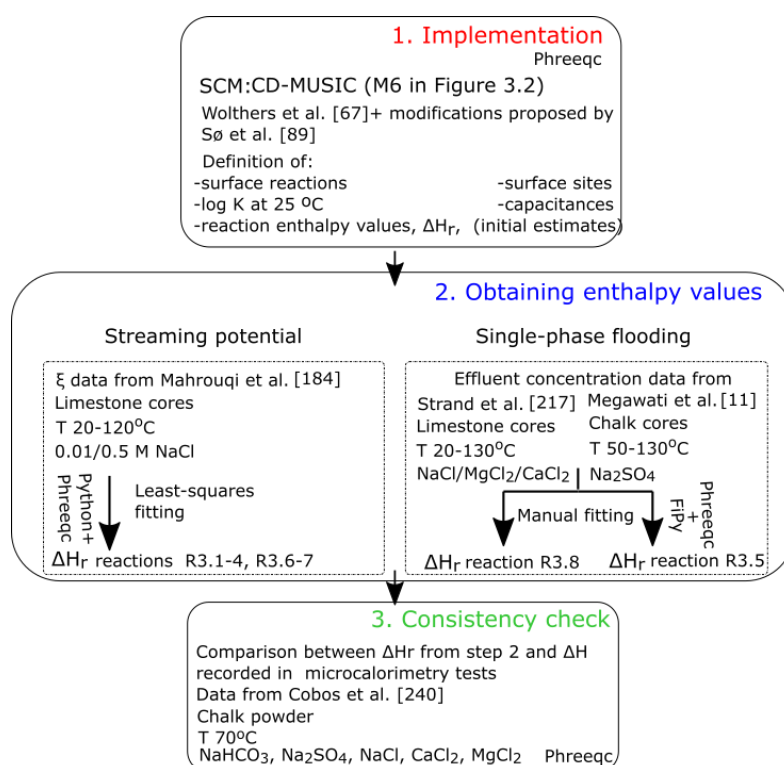 1. Implementation
Phreeqc
SCM:CD-MUSIC (M6 in Figure 3.2)
Wolthers et al. [67]+ modifications proposed by
Sø et al. [89]
Definition of:
-surface reactions
-surface sites
-log K at 25 ºC
-capacitances
-reaction enthalpy values, ΔHr, (initial estimates)
2. Obtaining enthalpy values
Streaming potential
ξ data from Mahrouqi et al. [184]
Limestone cores
T 20-120ºC
0.01/0.5 M NaCl
Python+
Phreeqc
Least-squares
fitting
ΔHr reactions R3.1-4, R3.6-7
Single-phase flooding
Effluent concentration data from
Strand et al. [217]
Limestone cores
T 20-130ºC
NaCl/MgCl2/CaCl2
Megawati et al. [11]
Chalk cores
T 50-130ºC
Na2SO4
Manual fitting
Phreeqc
+
FiPy
ΔHr reaction R3.8
ΔHr reaction R3.5
3. Consistency check
Comparison between ΔHr from step 2 and ΔH
recorded in microcalorimetry tests
Data from Cobos et al. [240]
Chalk powder
T 70ºC
NaHCO3, Na2SO4, NaCl, CaCl2, MgCl2
Phreeqc